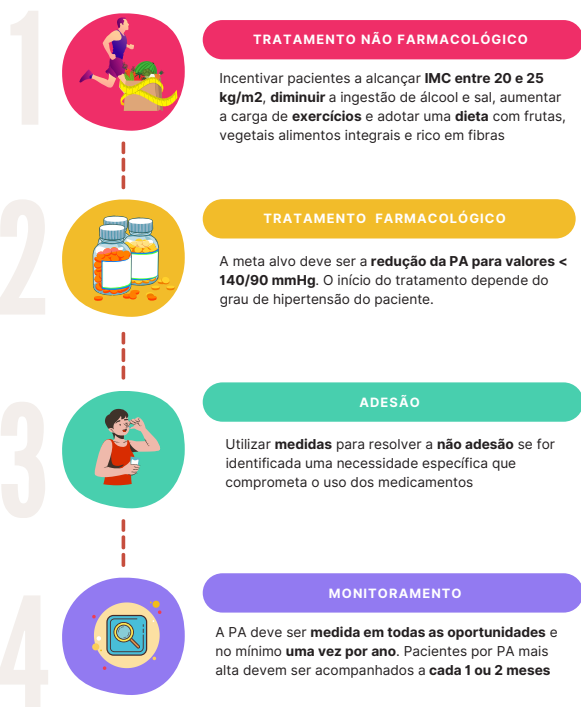 1
TRATAMENTO NÃO FARMACOLÓGICO
Incentivar pacientes a alcançar IMC entre 20 e 25
kg/m2, diminuir a ingestão de álcool e sal, aumentar
a carga de exercícios e adotar uma dieta com frutas,
vegetais alimentos integrais e rico em fibras
2
TRATAMENTO FARMACOLÓGICO
A meta alvo deve ser a redução da PA para valores <
140/90 mmHg. O início do tratamento depende do
grau de hipertensão do paciente.
3
ADESÃO
Utilizar medidas para resolver a não adesão se for
identificada uma necessidade específica que
comprometa o uso dos medicamentos
4
MONITORAMENTO
A PA deve ser medida em todas as oportunidades e
no mínimo uma vez por ano. Pacientes por PA mais
alta devem ser acompanhados a cada 1 ou 2 meses